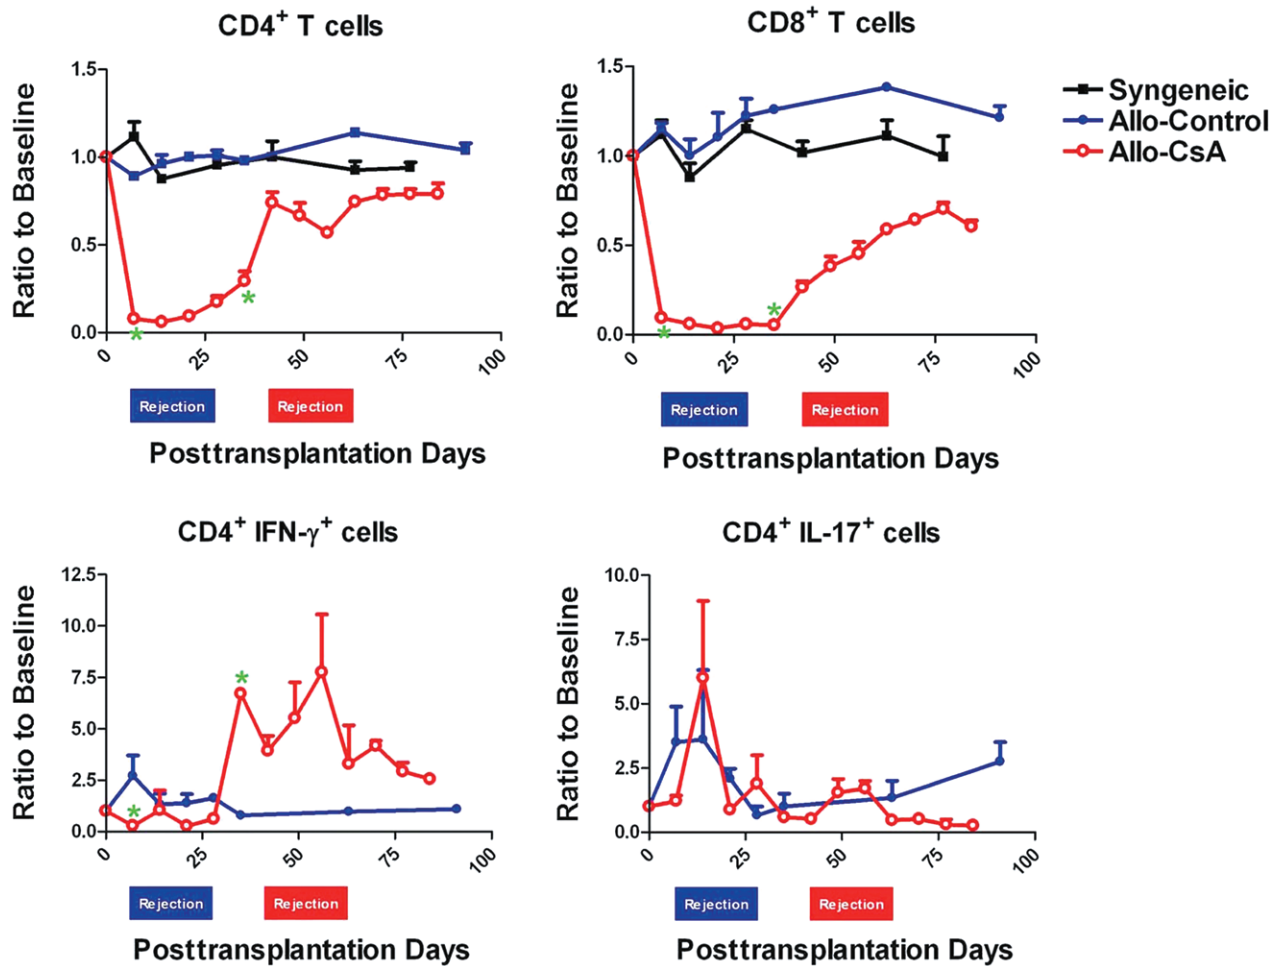 CD4⁺ T cells
1.5
1.0
0.5
0.0
Ratio to Baseline
0 25 50 75 100
*
*
Rejection Rejection
Posttransplantation Days
CD8⁺ T cells
1.5
1.0
0.5
0.0
Ratio to Baseline
0 25 50 75 100
*
*
Rejection Rejection
Posttransplantation Days
Syngeneic
Allo-Control
Allo-CsA
CD4⁺ IFN-γ⁺ cells
12.5
10.0
7.5
5.0
2.5
0.0
Ratio to Baseline
*
*
0 25 50 75 100
Rejection Rejection
Posttransplantation Days
CD4⁺ IL-17⁺ cells
10.0
7.5
5.0
2.5
0.0
Ratio to Baseline
0 25 50 75 100
Rejection Rejection
Posttransplantation Days